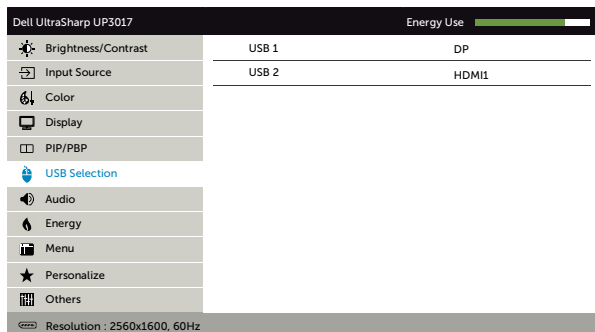 Dell UltraSharp UP3017 Energy Use
Brightness/Contrast USB 1 DP
Input Source USB 2 HDMI1
Color
Display
PIP/PBP
USB Selection
Audio
Energy
Menu
Personalize
Others
Resolution : 2560x1600, 60Hz